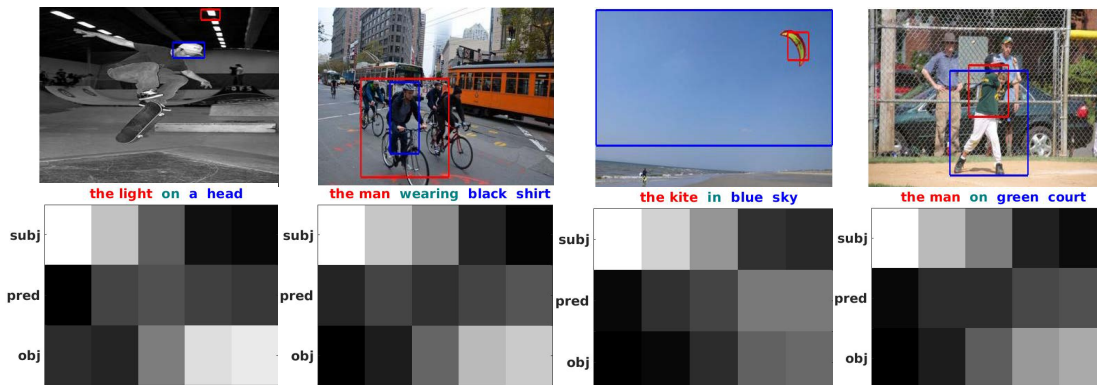 the light on a head
the man wearing black shirt
the kite in blue sky
the man on green court
subj
pred
obj
subj
pred
obj
subj
pred
obj
subj
pred
obj